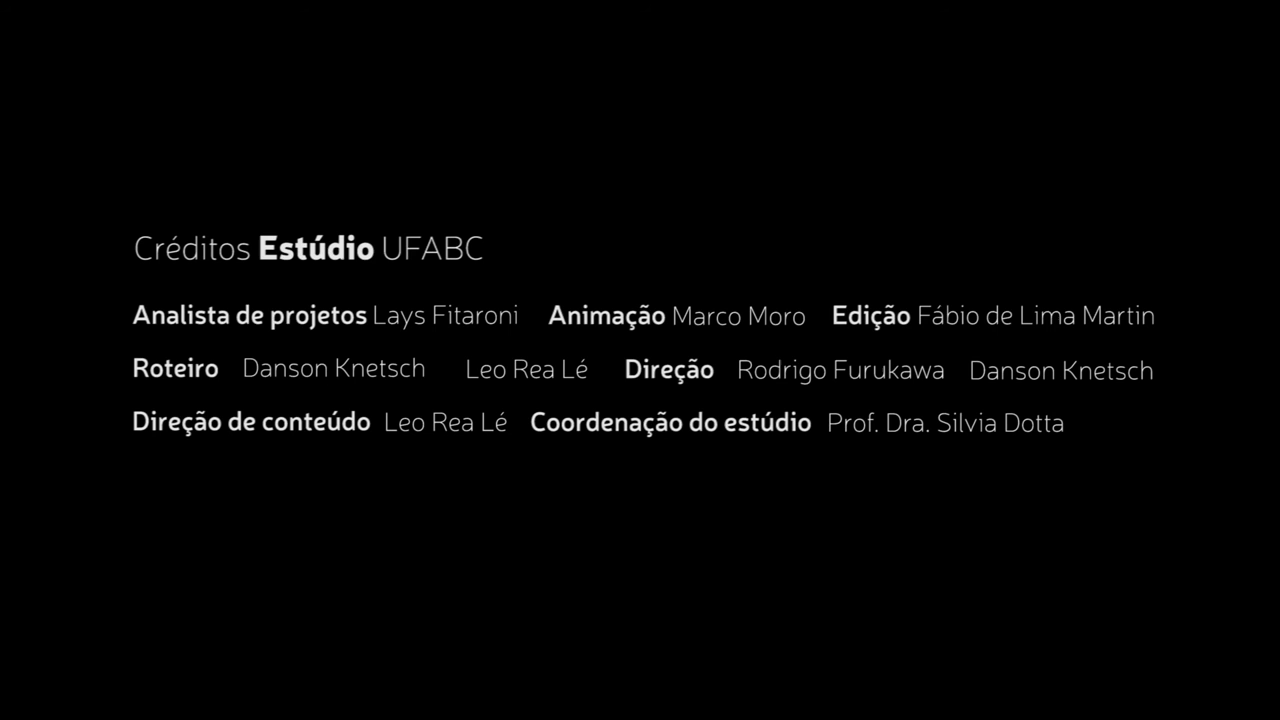 Créditos Estúdio UFABC
Analista de projetos Lays Fitaroni Animação Marco Moro Edição Fábio de Lima Martin
Roteiro Danson Knetsch Leo Rea Lé Direção Rodrigo Furukawa Danson Knetsch
Direção de conteúdo Leo Rea Lé Coordenação do estúdio Prof. Dra. Silvia Dotta